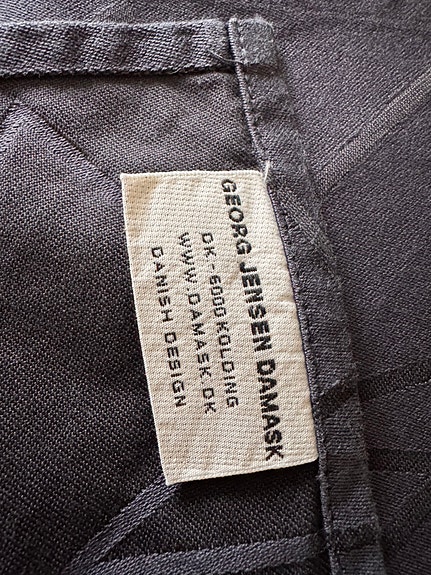 GEORG JENSEN DAMASK
DK-6000 KOLDING
WWW.DAMASK.DK
DANISH DESIGN